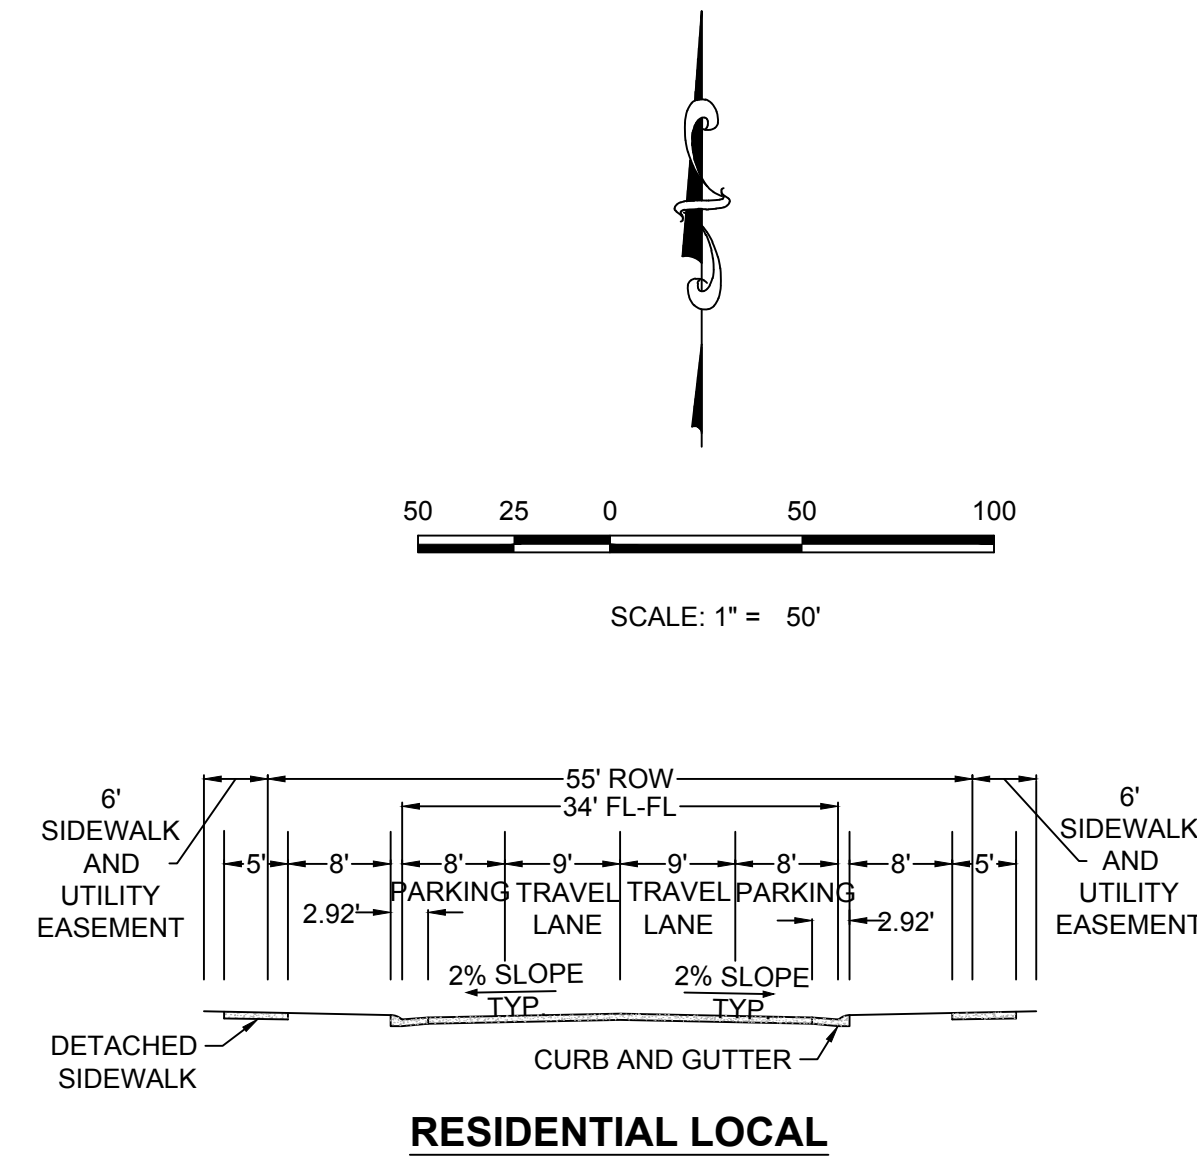 50 25 0 50 100
SCALE: 1" = 50'
55' ROW
34' FL-FL
6'
SIDEWALK
AND
UTILITY
EASEMENT
6'
SIDEWALK
AND
UTILITY
EASEMENT
5' 8' 8' 9' 9' 8' 8' 5'
PARKING
TRAVEL
LANE
TRAVEL
LANE
PARKING
2.92'
2.92'
2% SLOPE
TYP.
2% SLOPE
TYP.
DETACHED
SIDEWALK
CURB AND GUTTER
RESIDENTIAL LOCAL